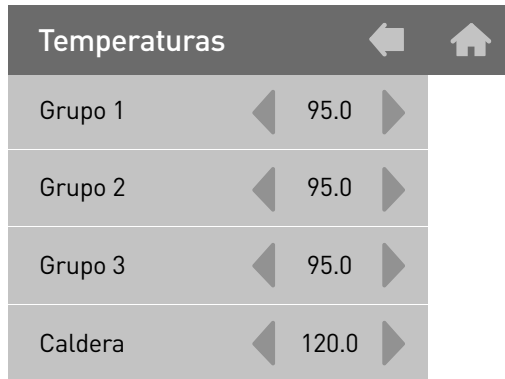 Temperaturas
Grupo 1 95.0
Grupo 2 95.0
Grupo 3 95.0
Caldera 120.0